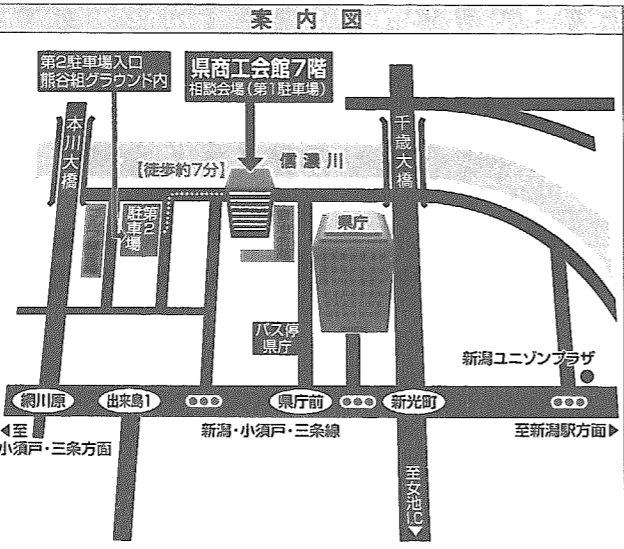 案内図
第2駐車場入口
熊谷組グラウンド内
県商工会館7階
相談会場(第1駐車場)
本川大橋
千歳大橋
信濃川
【徒歩約7分】
第2
駐車場
県庁
バス停
県庁
新潟ユニゾンプラザ
網川原
出来島1
県庁前
新光町
◀至
小須戸・三条方面
新潟・小須戸・三条線
至新潟駅方面▶
至女池I.C▼